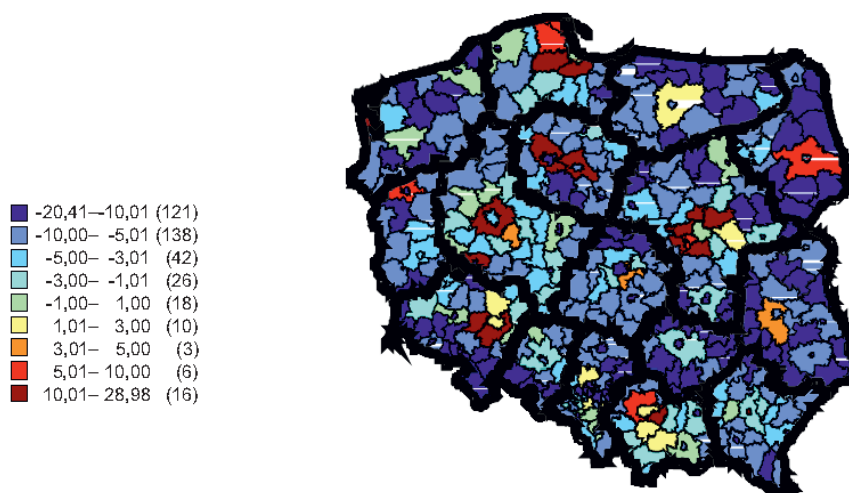 -20,41–-10,01 (121)
-10,00– -5,01 (138)
-5,00– -3,01 (42)
-3,00– -1,01 (26)
-1,00– 1,00 (18)
1,01– 3,00 (10)
3,01– 5,00 (3)
5,01– 10,00 (6)
10,01– 28,98 (16)